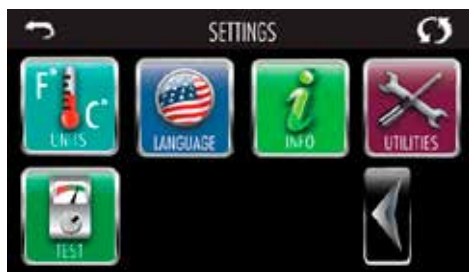 SETTINGS
F°
C°
UNITS
LANGUAGE
i
INFO
UTILITIES
TEST